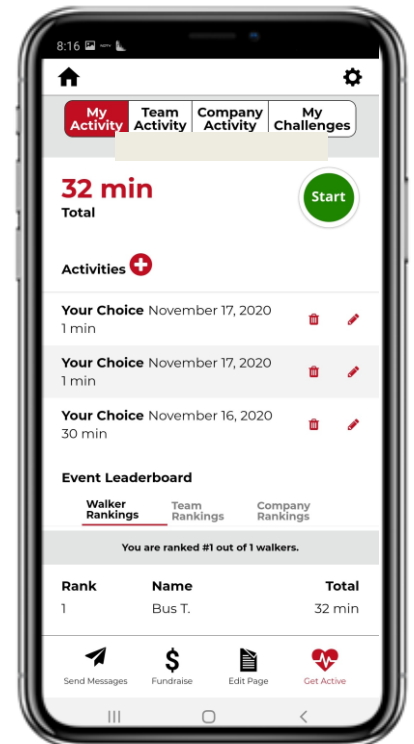 8:16
My Activity
Team Activity
Company Activity
My Challenges
32 min
Total
Start
Activities
Your Choice November 17, 2020
1 min
Your Choice November 17, 2020
1 min
Your Choice November 16, 2020
30 min
Event Leaderboard
Walker Rankings
Team Rankings
Company Rankings
You are ranked #1 out of 1 walkers.
Rank Name Total
1 Bus T. 32 min
Send Messages
Fundraise
Edit Page
Get Active